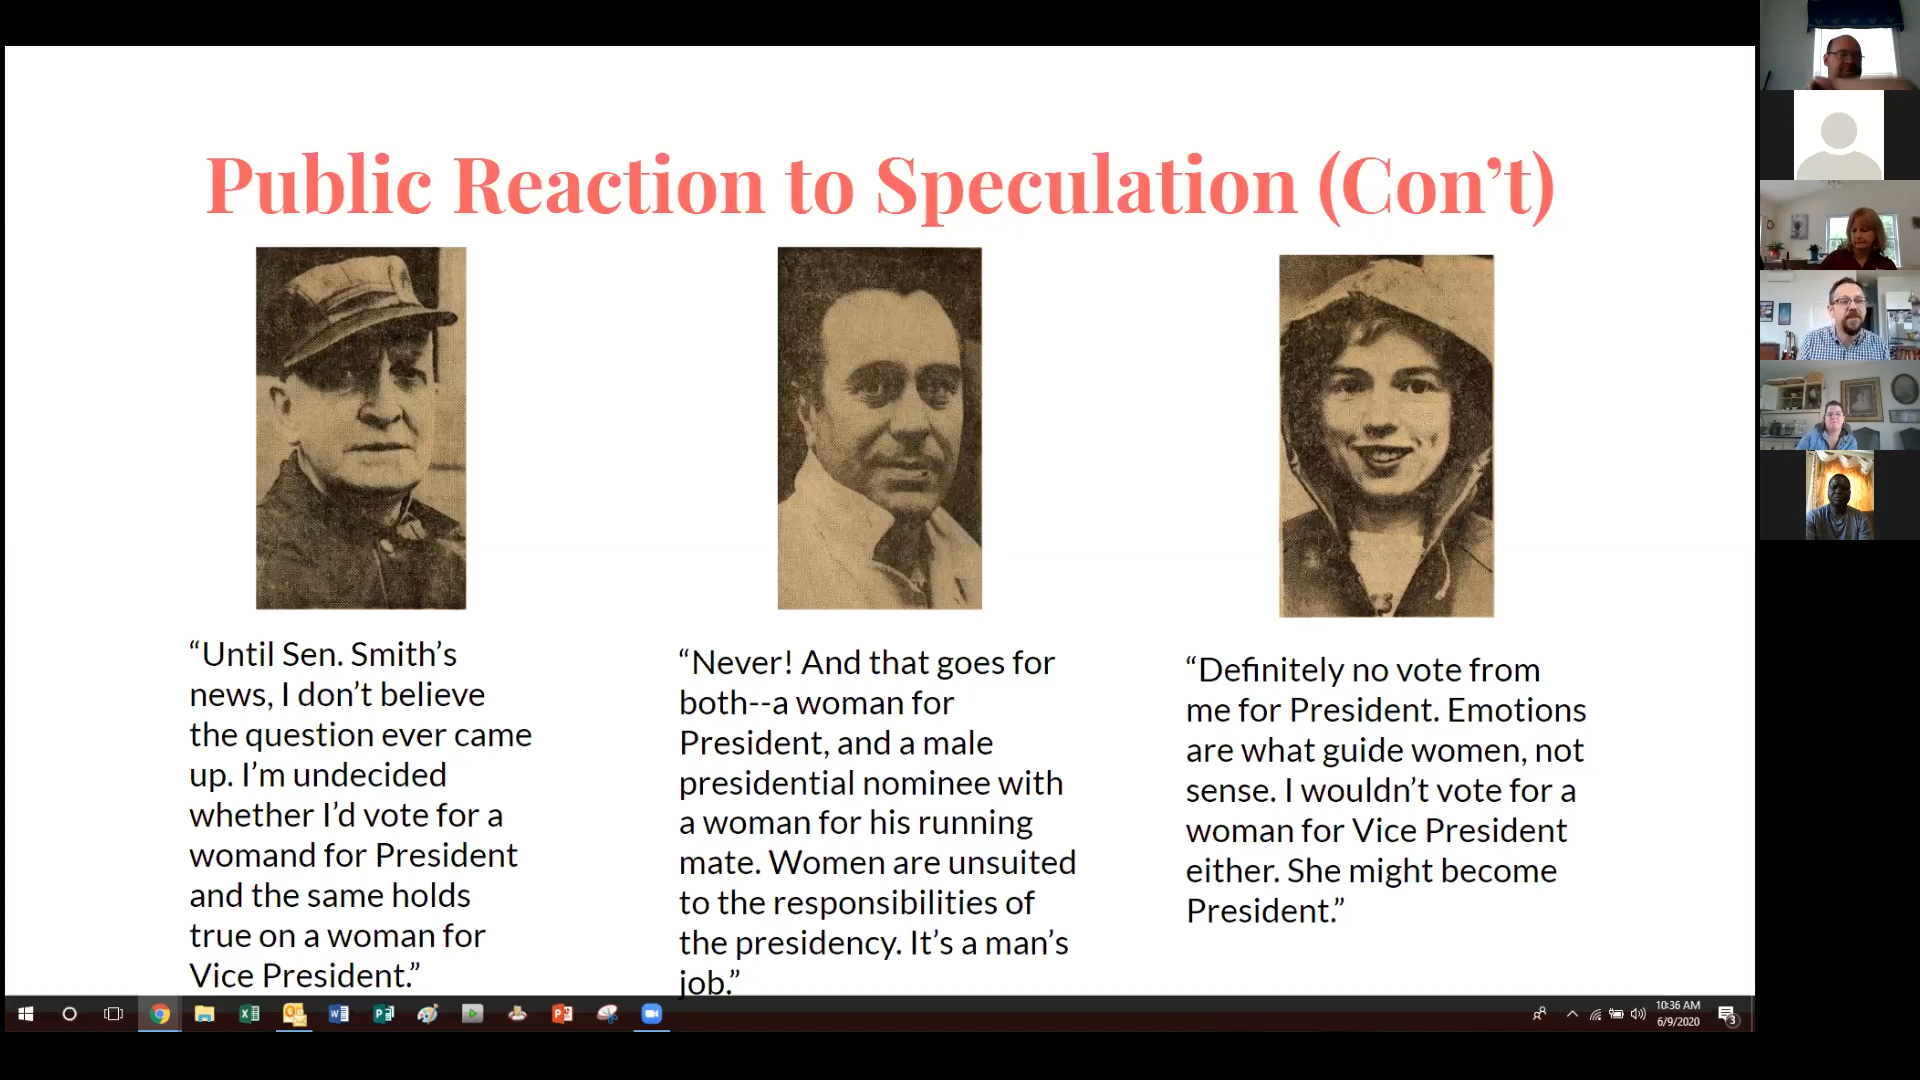 Public Reaction to Speculation (Con’t)
“Until Sen. Smith’s
news, I don’t believe
the question ever came
up. I’m undecided
whether I’d vote for a
womand for President
and the same holds
true on a woman for
Vice President.”
“Never! And that goes for
both--a woman for
President, and a male
presidential nominee with
a woman for his running
mate. Women are unsuited
to the responsibilities of
the presidency. It’s a man’s
job.”
“Definitely no vote from
me for President. Emotions
are what guide women, not
sense. I wouldn’t vote for a
woman for Vice President
either. She might become
President.”
10:36 AM
6/9/2020
3